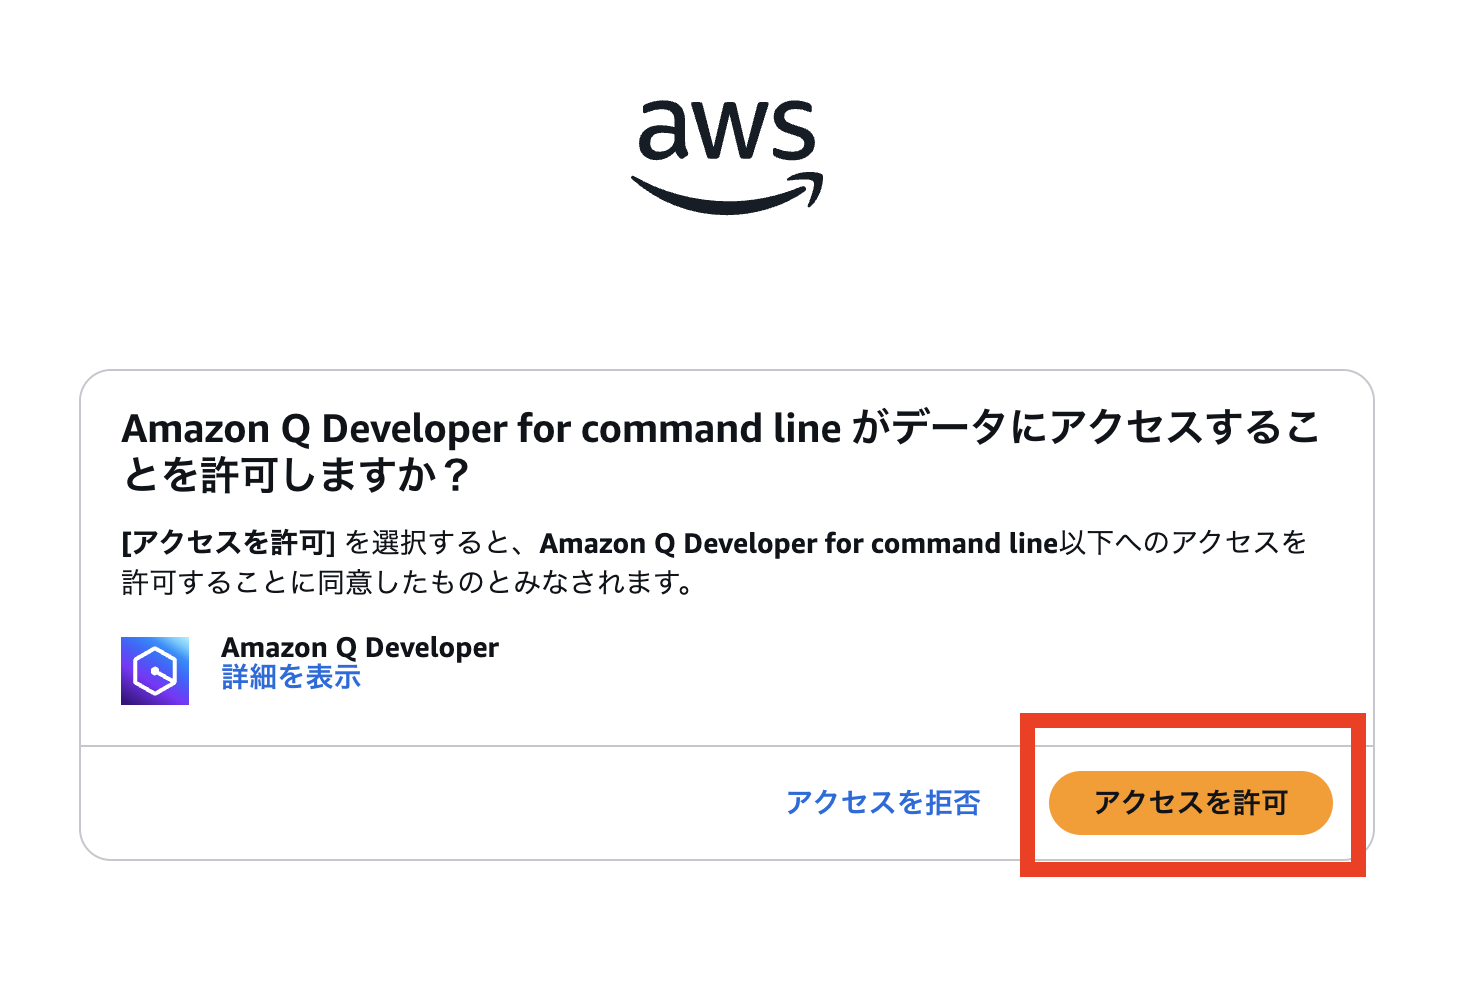 aws
Amazon Q Developer for command line がデータにアクセスするこ
とを許可しますか？
[アクセスを許可] を選択すると、Amazon Q Developer for command line以下へのアクセスを
許可することに同意したものとみなされます。
Amazon Q Developer
詳細を表示
アクセスを拒否
アクセスを許可